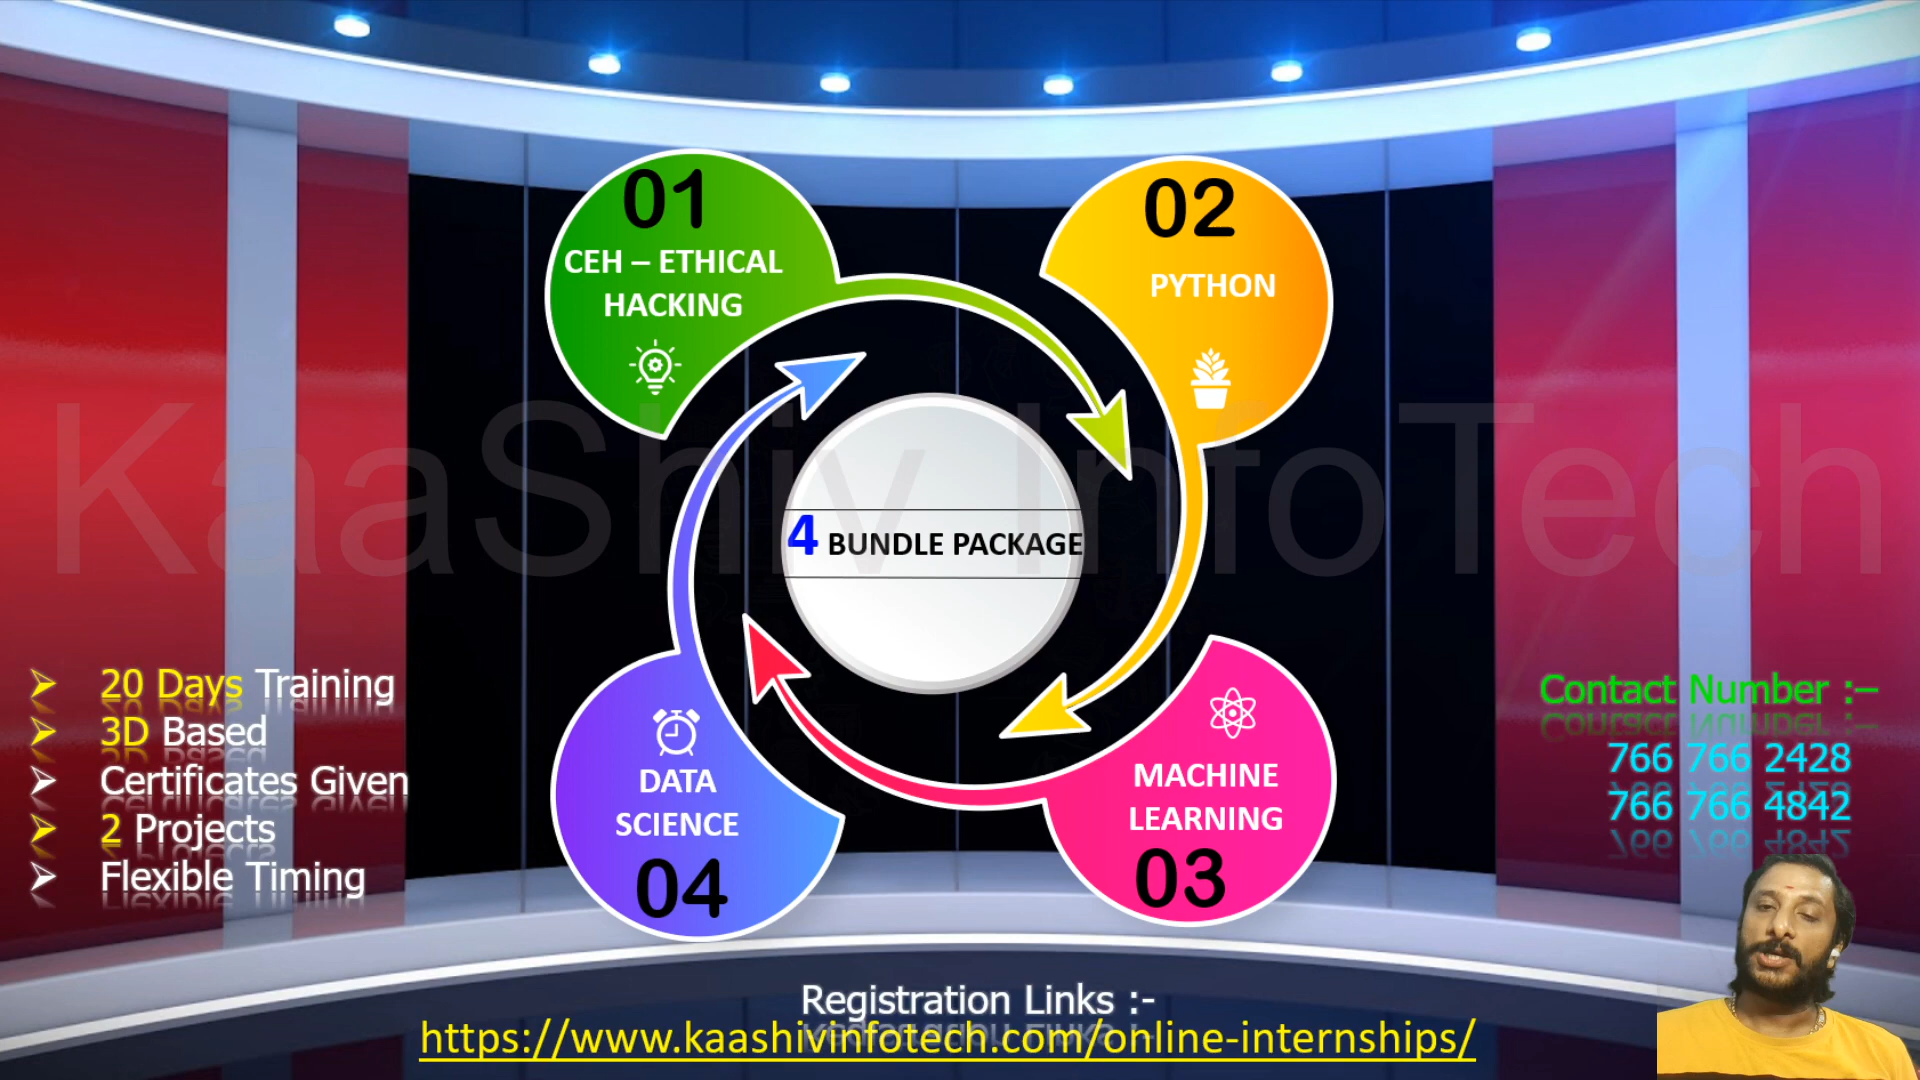 01
CEH – ETHICAL
HACKING
02
PYTHON
KaaShiv InfoTech
4 BUNDLE PACKAGE
DATA
SCIENCE
04
MACHINE
LEARNING
03
20 Days Training
3D Based
Certificates Given
2 Projects
Flexible Timing
Contact Number :–
766 766 2428
766 766 4842
Registration Links :-
https://www.kaashivinfotech.com/online-internships/